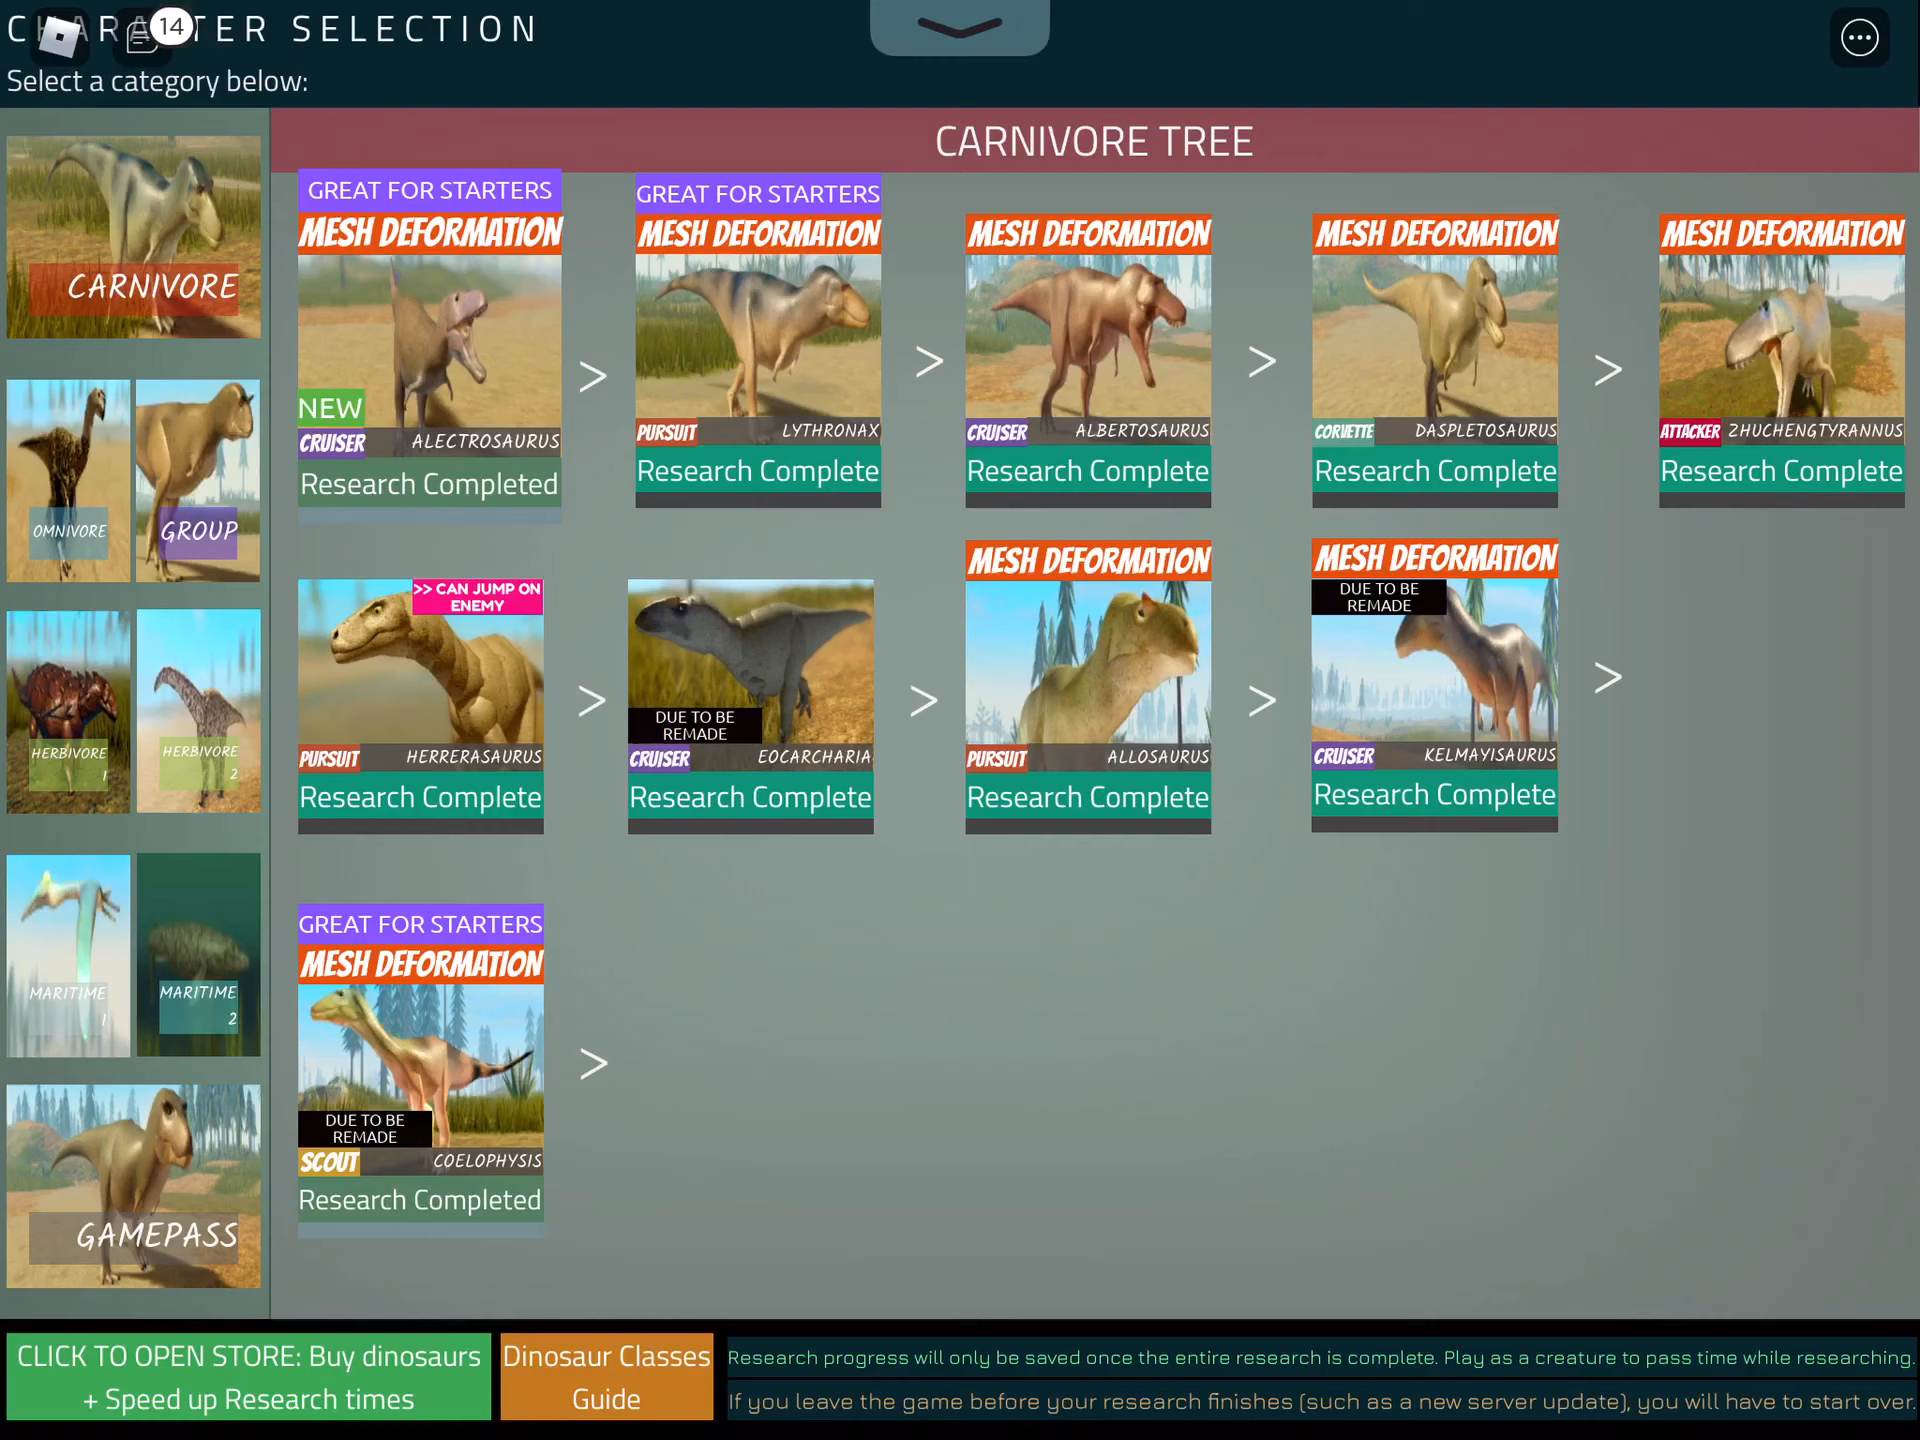 CHARACTER SELECTION
14
Select a category below:
CARNIVORE
OMNIVORE
GROUP
HERBIVORE
1
HERBIVORE
2
MARITIME
1
MARITIME
2
GAMEPASS
CARNIVORE TREE
GREAT FOR STARTERS
MESH DEFORMATION
NEW
CRUISER ALECTROSAURUS
Research Completed
>
GREAT FOR STARTERS
MESH DEFORMATION
PURSUIT LYTHRONAX
Research Complete
>
MESH DEFORMATION
CRUISER ALBERTOSAURUS
Research Complete
>
MESH DEFORMATION
CORVETTE DASPLETOSAURUS
Research Complete
>
MESH DEFORMATION
ATTACKER ZHUCHENGTYRANNUS
Research Complete
>> CAN JUMP ON
ENEMY
PURSUIT HERRERASAURUS
Research Complete
>
DUE TO BE
REMADE
CRUISER EOCARCHARIA
Research Complete
>
MESH DEFORMATION
PURSUIT ALLOSAURUS
Research Complete
>
MESH DEFORMATION
DUE TO BE
REMADE
CRUISER KELMAYISAURUS
Research Complete
>
GREAT FOR STARTERS
MESH DEFORMATION
DUE TO BE
REMADE
SCOUT COELOPHYSIS
Research Completed
>
CLICK TO OPEN STORE: Buy dinosaurs
+ Speed up Research times
Dinosaur Classes
Guide
Research progress will only be saved once the entire research is complete. Play as a creature to pass time while researching.
If you leave the game before your research finishes (such as a new server update), you will have to start over.